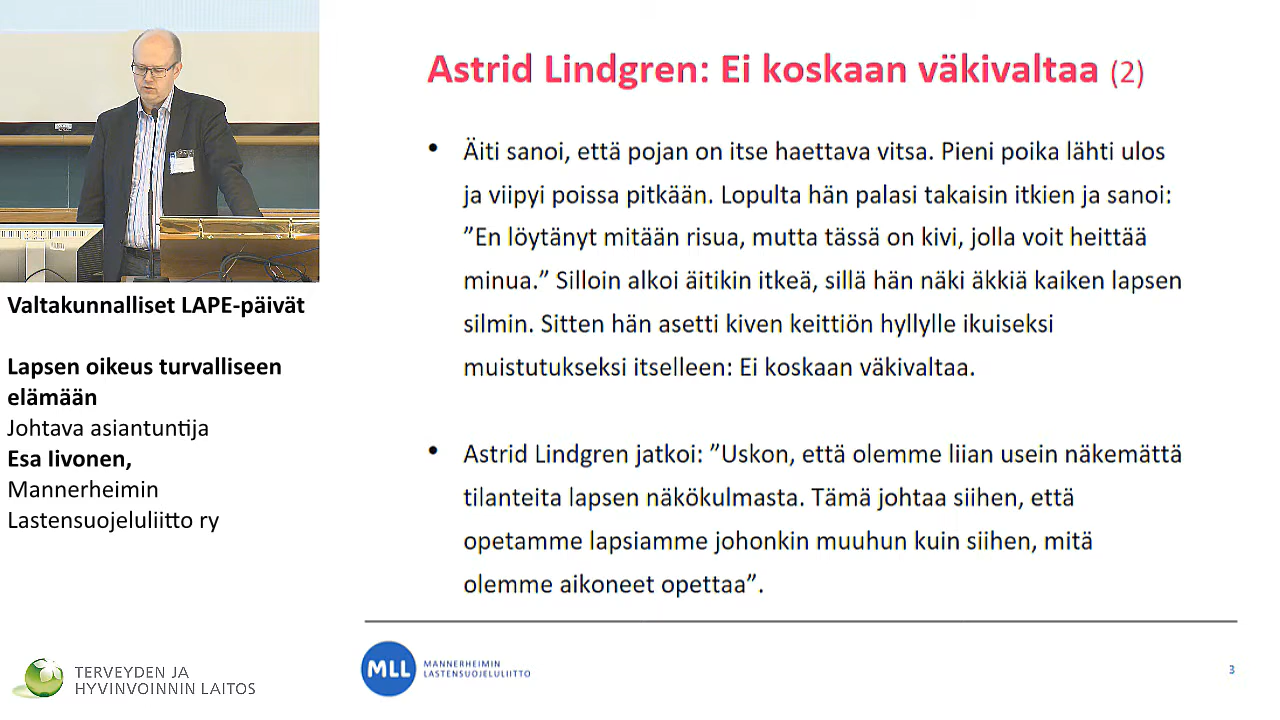 Astrid Lindgren: Ei koskaan väkivaltaa (2)
• Äiti sanoi, että pojan on itse haettava vitsa. Pieni poika lähti ulos
ja viipyi poissa pitkään. Lopulta hän palasi takaisin itkien ja sanoi:
”En löytänyt mitään risua, mutta tässä on kivi, jolla voit heittää
minua.” Silloin alkoi äitikin itkeä, sillä hän näki äkkiä kaiken lapsen
silmin. Sitten hän asetti kiven keittiön hyllylle ikuiseksi
muistutukseksi itselleen: Ei koskaan väkivaltaa.
• Astrid Lindgren jatkoi: ”Uskon, että olemme liian usein näkemättä
tilanteita lapsen näkökulmasta. Tämä johtaa siihen, että
opetamme lapsiamme johonkin muuhun kuin siihen, mitä
olemme aikoneet opettaa”.
MLL MANNERHEIMIN
LASTENSUOJELULIITTO
3
Valtakunnalliset LAPE-päivät
Lapsen oikeus turvalliseen
elämään
Johtava asiantuntija
Esa Iivonen,
Mannerheimin
Lastensuojeluliitto ry
TERVEYDEN JA
HYVINVOINNIN LAITOS